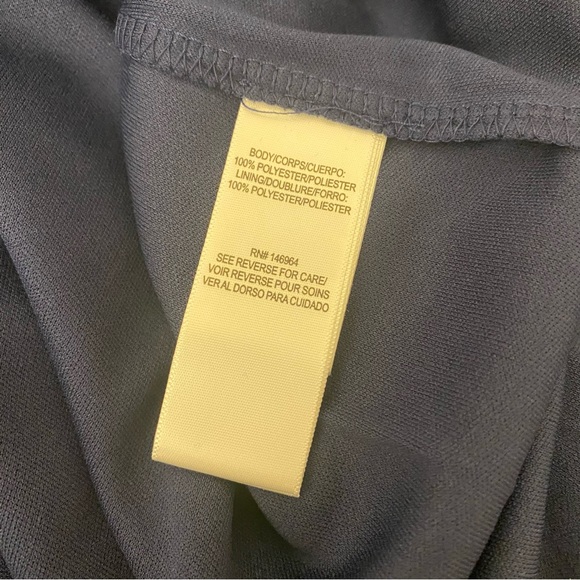 BODY/CORPS/CUERPO:
100% POLYESTER/POLIESTER
LINING/DOUBLURE/FORRO:
100% POLYESTER/POLIESTER
RN# 146964
SEE REVERSE FOR CARE/
VOIR REVERSE POUR SOINS
VER AL DORSO PARA CUIDADO